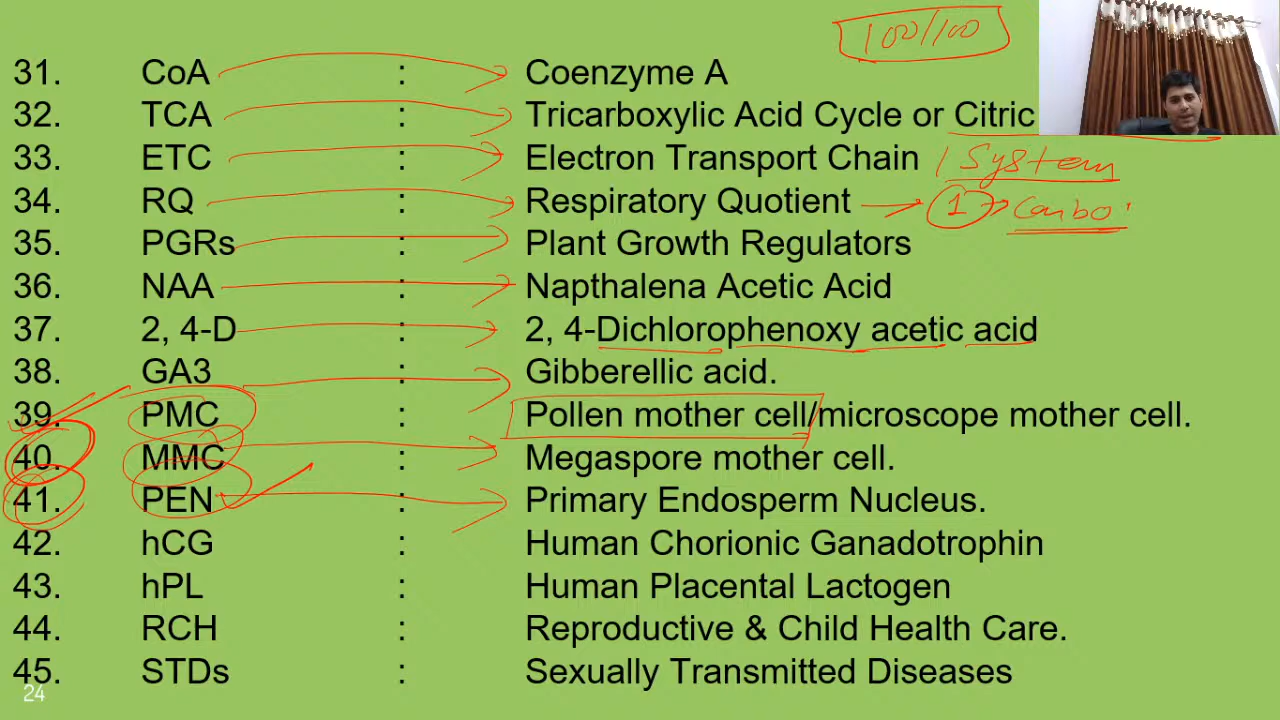 100/100
31. CoA : Coenzyme A
32. TCA : Tricarboxylic Acid Cycle or Citric
33. ETC : Electron Transport Chain / System
34. RQ : Respiratory Quotient → 1 → Carbo
35. PGRs : Plant Growth Regulators
36. NAA : Napthalena Acetic Acid
37. 2, 4-D : 2, 4-Dichlorophenoxy acetic acid
38. GA3 : Gibberellic acid.
39. PMC : Pollen mother cell/microscope mother cell.
40. MMC : Megaspore mother cell.
41. PEN : Primary Endosperm Nucleus.
42. hCG : Human Chorionic Ganadotrophin
43. hPL : Human Placental Lactogen
44. RCH : Reproductive & Child Health Care.
45. STDs : Sexually Transmitted Diseases
24